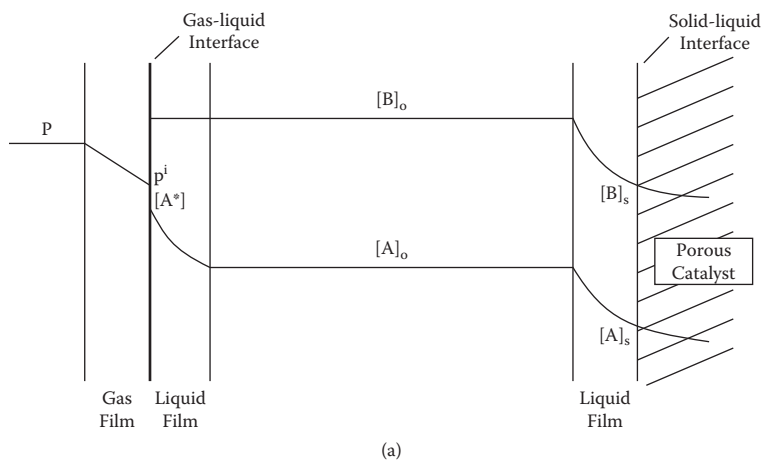 Gas-liquid
Interface
Solid-liquid
Interface
P
[B]o
pi
[A*]
[B]s
[A]o
Porous
Catalyst
[A]s
Gas
Film
Liquid
Film
Liquid
Film
(a)